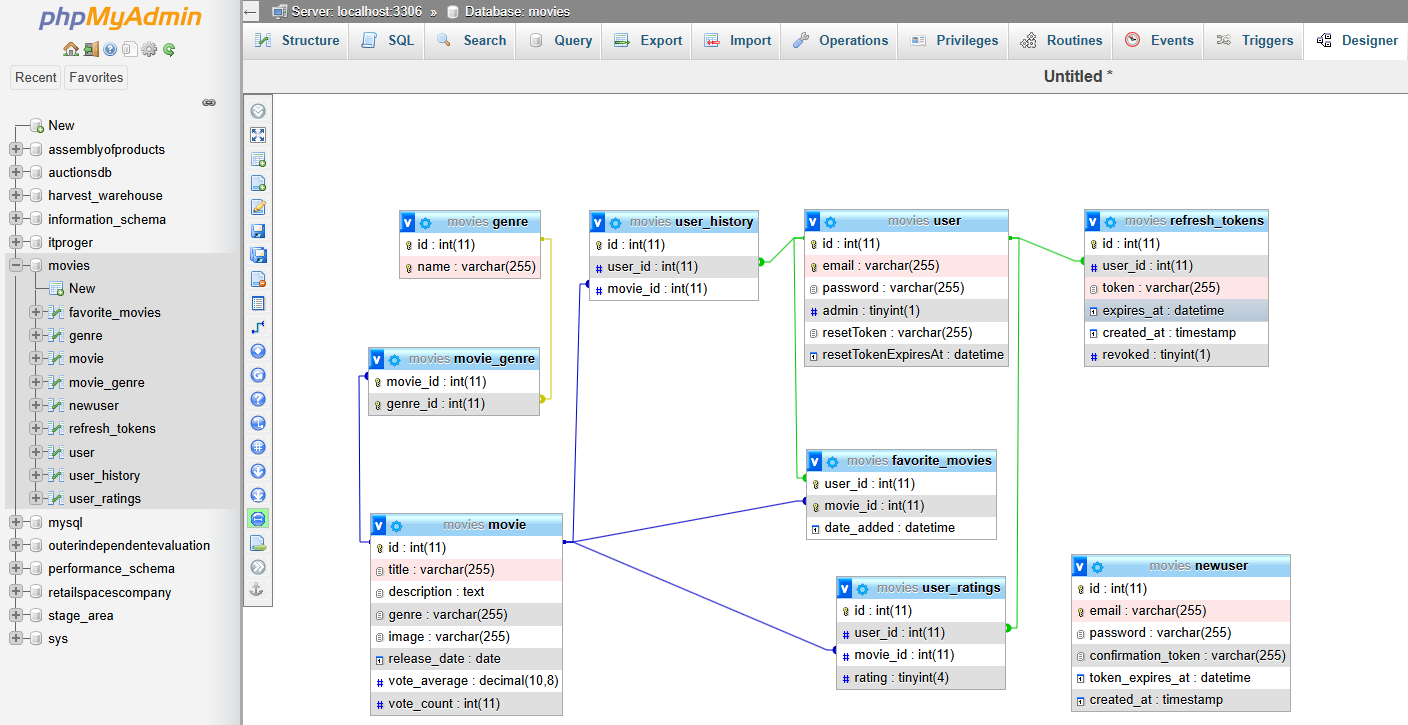 phpMyAdmin
Recent
Favorites
New
assemblyofproducts
auctionsdb
harvest_warehouse
information_schema
itproger
movies
New
favorite_movies
genre
movie
movie_genre
newuser
refresh_tokens
user
user_history
user_ratings
mysql
outerindependentevaluation
performance_schema
retailspacescompany
stage_area
sys
Server: localhost:3306 » Database: movies
Structure
SQL
Search
Query
Export
Import
Operations
Privileges
Routines
Events
Triggers
Designer
Untitled *
v movies genre
id : int(11)
name : varchar(255)
v movies user_history
id : int(11)
# user_id : int(11)
# movie_id : int(11)
v movies user
id : int(11)
email : varchar(255)
password : varchar(255)
# admin : tinyint(1)
resetToken : varchar(255)
resetTokenExpiresAt : datetime
v movies refresh_tokens
id : int(11)
# user_id : int(11)
token : varchar(255)
expires_at : datetime
created_at : timestamp
# revoked : tinyint(1)
v movies movie_genre
movie_id : int(11)
genre_id : int(11)
v movies favorite_movies
user_id : int(11)
movie_id : int(11)
date_added : datetime
v movies movie
id : int(11)
title : varchar(255)
description : text
genre : varchar(255)
image : varchar(255)
release_date : date
# vote_average : decimal(10,8)
# vote_count : int(11)
v movies user_ratings
id : int(11)
# user_id : int(11)
# movie_id : int(11)
# rating : tinyint(4)
v movies newuser
id : int(11)
email : varchar(255)
password : varchar(255)
confirmation_token : varchar(255)
token_expires_at : datetime
created_at : timestamp